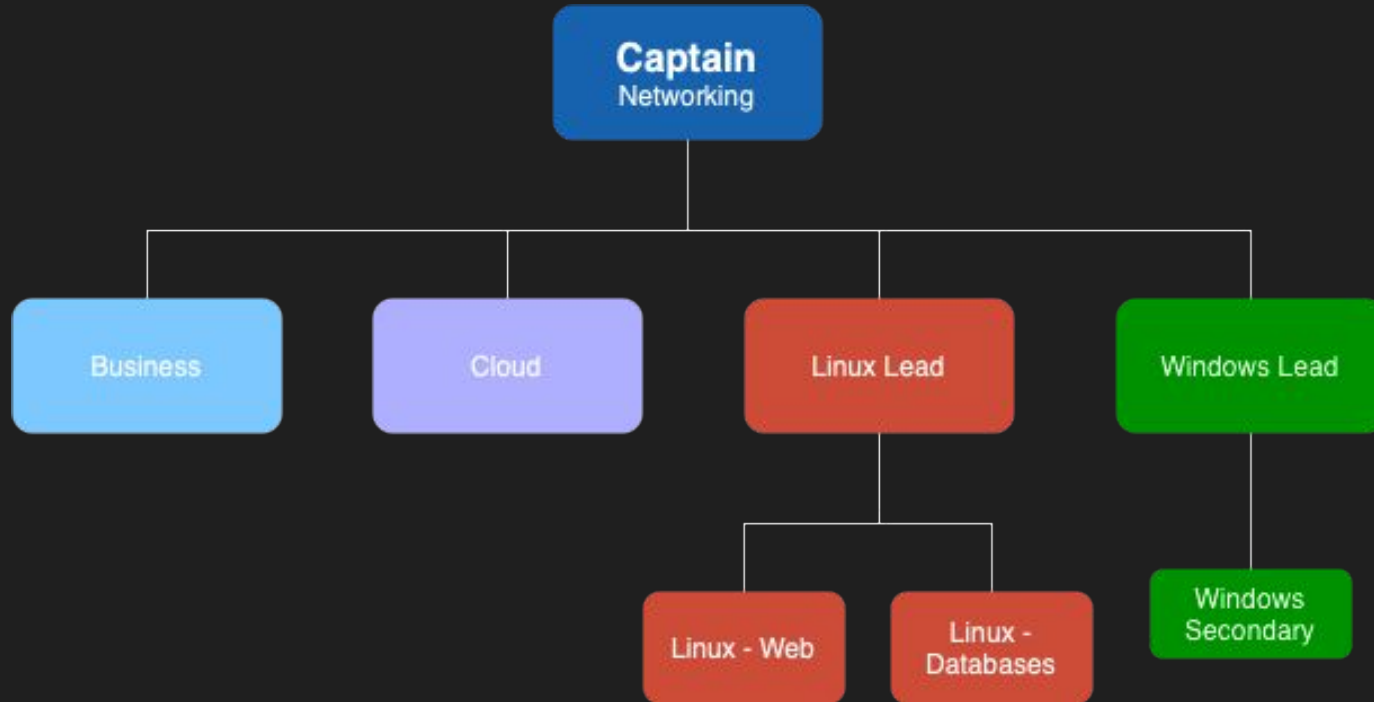 Captain
Networking
Business
Cloud
Linux Lead
Windows Lead
Linux - Web
Linux -
Databases
Windows
Secondary